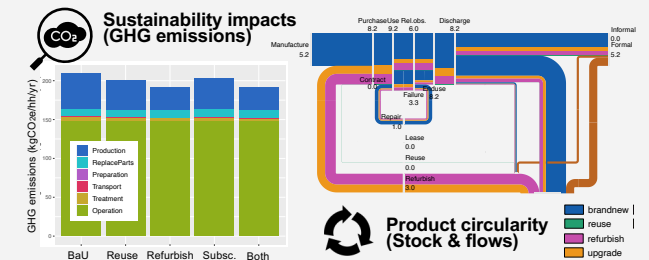 CO₂
Sustainability impacts
(GHG emissions)
GHG emissions (kgCO2e/hh/yr)
200
150
100
50
0
Production
ReplaceParts
Preparation
Transport
Treatment
Operation
BaU Reuse Refurbish Subsc. Both
PurchaseUse Rel.obs. Discharge
8.2 9.2 6.0 8.2
Informal
0.0
Manufacture Formal
5.2 5.2
Contract
0.0
Enduse
8.2
Failure
3.3
Repair
1.0
Lease
0.0
Reuse
0.0
Refurbish
3.0
Product circularity
(Stock & flows)
brandnew
reuse
refurbish
upgrade